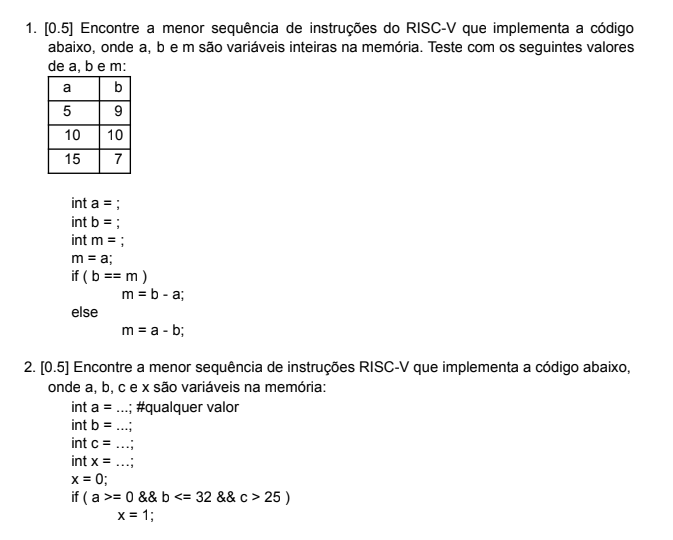 1. [0.5] Encontre a menor sequência de instruções do RISC-V que implementa a código
abaixo, onde a, b e m são variáveis inteiras na memória. Teste com os seguintes valores
de a, b e m:
a b
5 9
10 10
15 7
int a = ;
int b = ;
int m = ;
m = a;
if ( b == m )
m = b - a;
else
m = a - b;
2. [0.5] Encontre a menor sequência de instruções RISC-V que implementa a código abaixo,
onde a, b, c e x são variáveis na memória:
int a = ...; #qualquer valor
int b = ...;
int c = ...;
int x = ...;
x = 0;
if ( a >= 0 && b <= 32 && c > 25 )
x = 1;